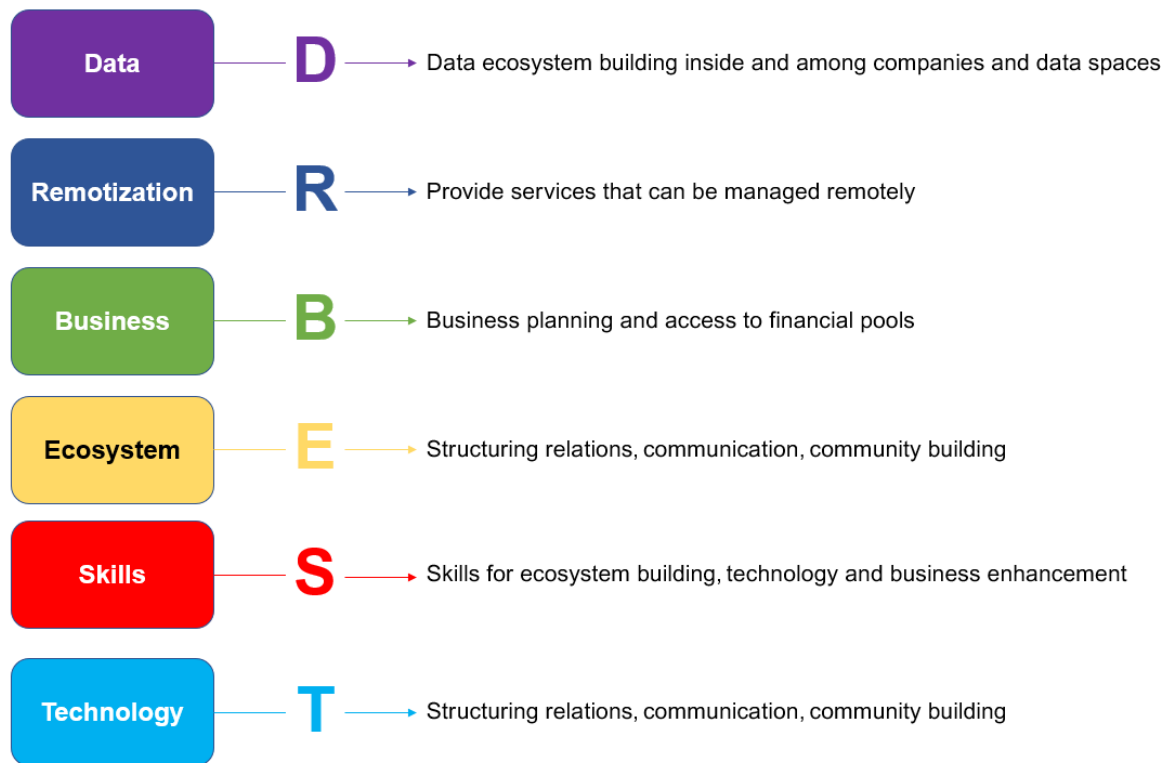 Data D Data ecosystem building inside and among companies and data spaces
Remotization R Provide services that can be managed remotely
Business B Business planning and access to financial pools
Ecosystem E Structuring relations, communication, community building
Skills S Skills for ecosystem building, technology and business enhancement
Technology T Structuring relations, communication, community building